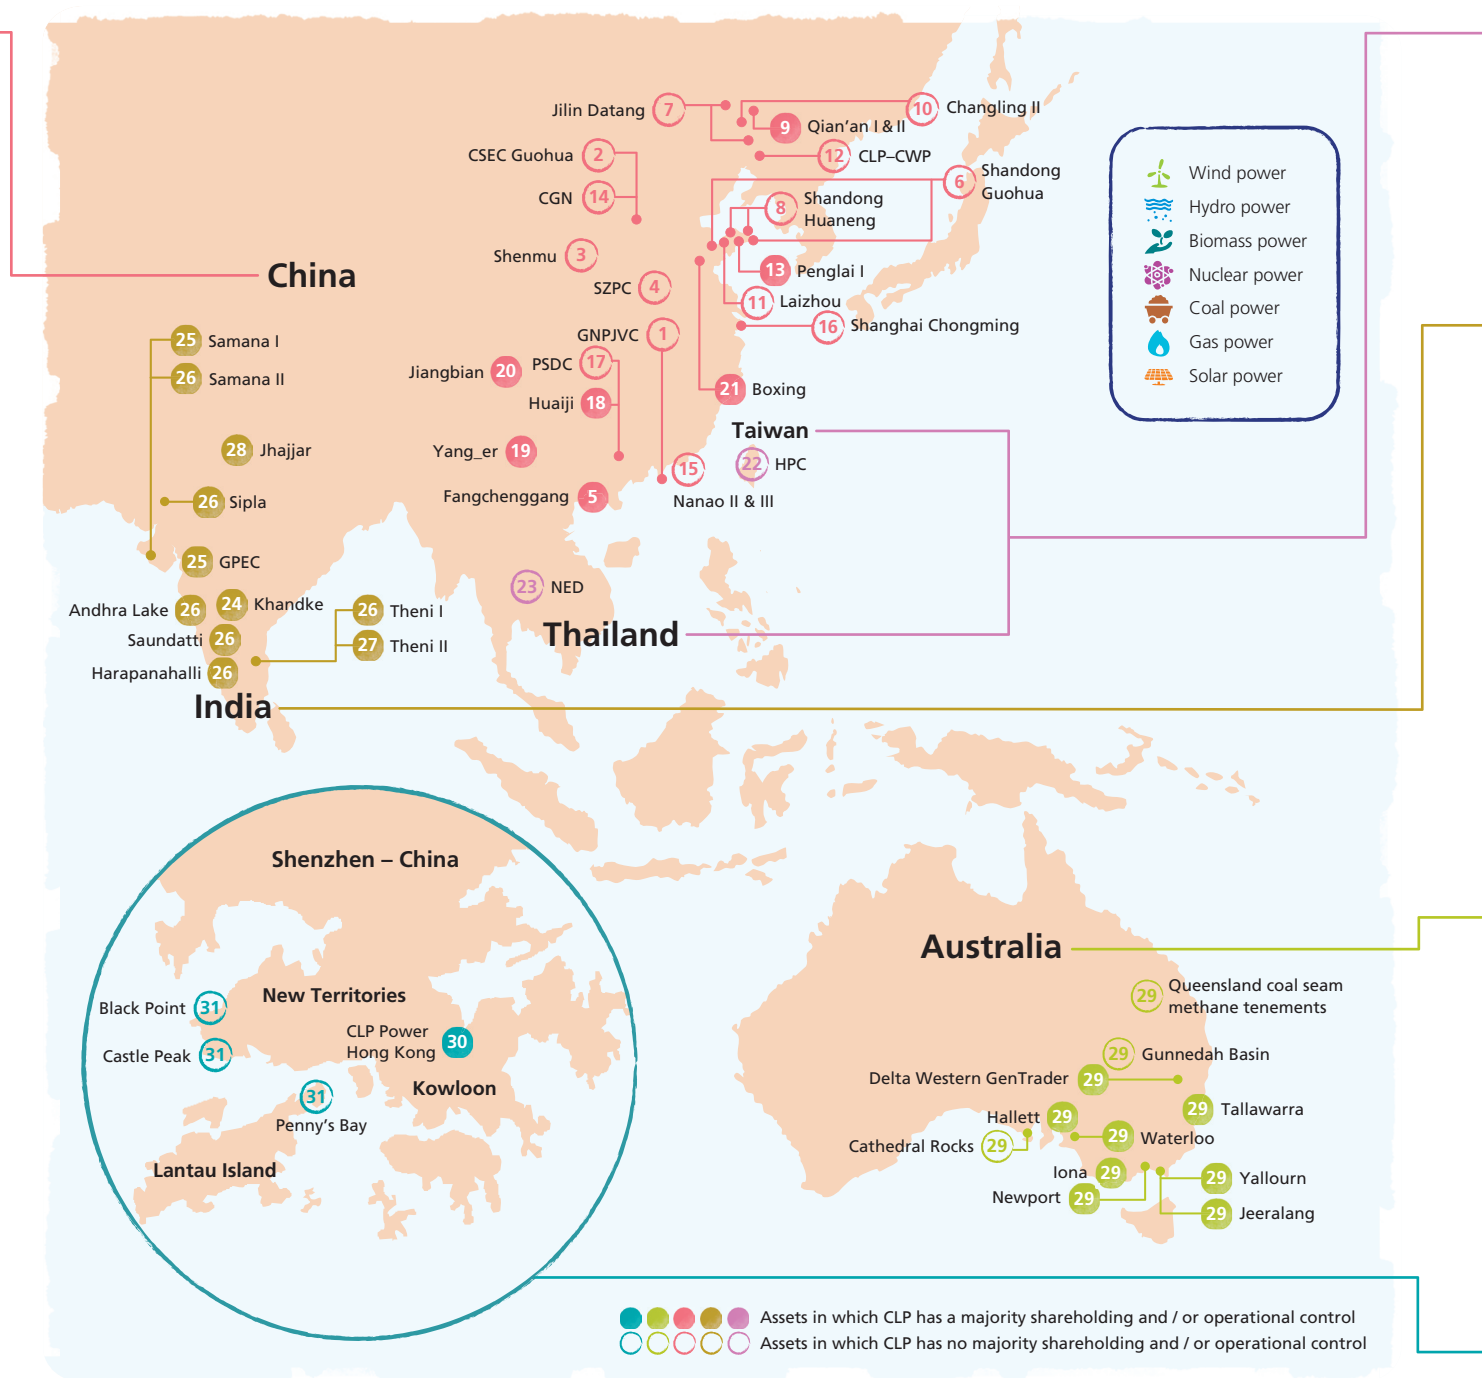 Jilin Datang 7
10 Changling II
9 Qian'an I & II
CSEC Guohua 2
12 CLP–CWP
6 Shandong
Guohua
CGN 14
8 Shandong
Huaneng
Shenmu 3
China
13 Penglai I
SZPC 4
11 Laizhou
16 Shanghai Chongming
GNPJVC 1
PSDC 17
Jiangbian 20
Huaiji 18
21 Boxing
Taiwan
Yang_er 19
15
Nanao II & III
22 HPC
Fangchenggang 5
25 Samana I
26 Samana II
28 Jhajjar
26 Sipla
25 GPEC
Andhra Lake 26
24 Khandke
26 Theni I
Saundatti 26
27 Theni II
Harapanahalli 26
India
23 NED
Thailand
Wind power
Hydro power
Biomass power
Nuclear power
Coal power
Gas power
Solar power
Shenzhen – China
New Territories
Black Point 31
CLP Power
Hong Kong 30
Castle Peak 31
Kowloon
31
Penny's Bay
Lantau Island
Australia
29 Queensland coal seam
methane tenements
29 Gunnedah Basin
Delta Western GenTrader 29
29 Tallawarra
Hallett 29
29 Waterloo
Cathedral Rocks 29
Iona 29
29 Yallourn
Newport 29
29 Jeeralang
Assets in which CLP has a majority shareholding and / or operational control
Assets in which CLP has no majority shareholding and / or operational control